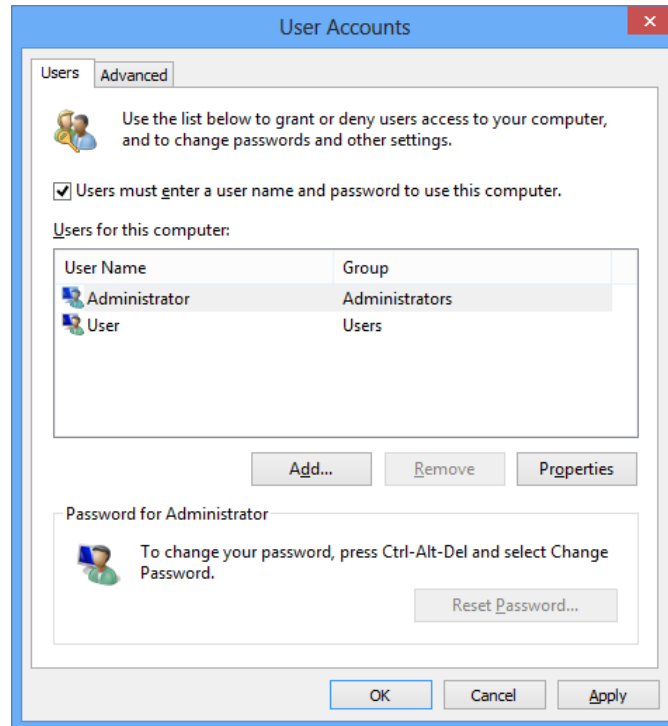 User Accounts
Users
Advanced
Use the list below to grant or deny users access to your computer,
and to change passwords and other settings.
Users must enter a user name and password to use this computer.
Users for this computer:
User Name Group
Administrator Administrators
User Users
Add... Remove Properties
Password for Administrator
To change your password, press Ctrl-Alt-Del and select Change
Password.
Reset Password...
OK Cancel Apply